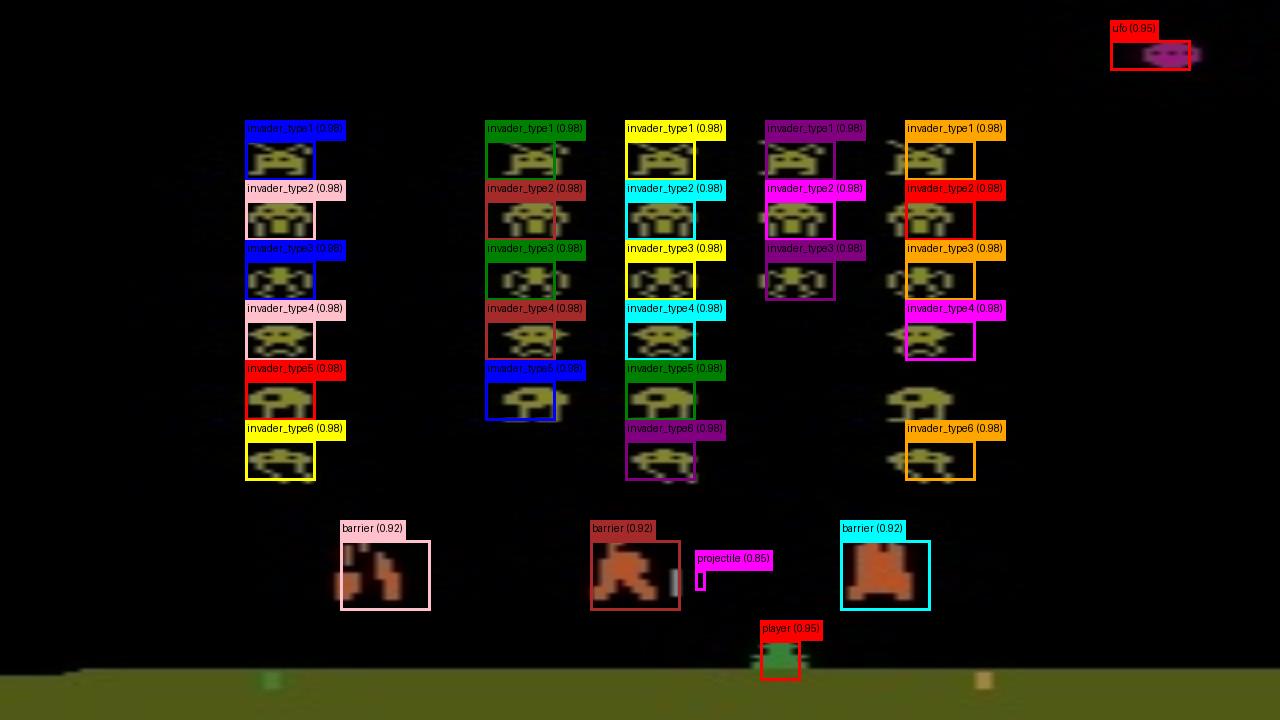 ufo (0.95)
invader_type1 (0.98) invader_type1 (0.98) invader_type1 (0.98) invader_type1 (0.98) invader_type1 (0.98)
invader_type2 (0.98) invader_type2 (0.98) invader_type2 (0.98) invader_type2 (0.98) invader_type2 (0.98)
invader_type3 (0.98) invader_type3 (0.98) invader_type3 (0.98) invader_type3 (0.98) invader_type3 (0.98)
invader_type4 (0.98) invader_type4 (0.98) invader_type4 (0.98) invader_type4 (0.98)
invader_type5 (0.98) invader_type5 (0.98) invader_type5 (0.98)
invader_type6 (0.98) invader_type6 (0.98) invader_type6 (0.98)
barrier (0.92) barrier (0.92) barrier (0.92)
projectile (0.85)
player (0.95)